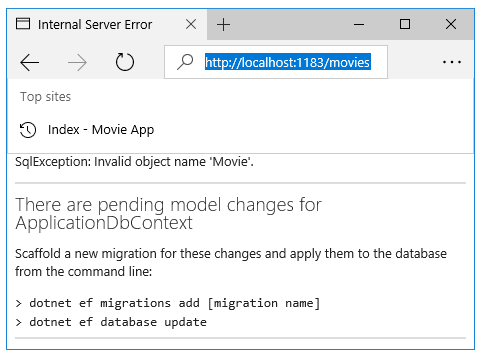 Internal Server Error
http://localhost:1183/movies
Top sites
Index - Movie App
SqlException: Invalid object name 'Movie'.
There are pending model changes for
ApplicationDbContext
Scaffold a new migration for these changes and apply them to the database
from the command line:
> dotnet ef migrations add [migration name]
> dotnet ef database update